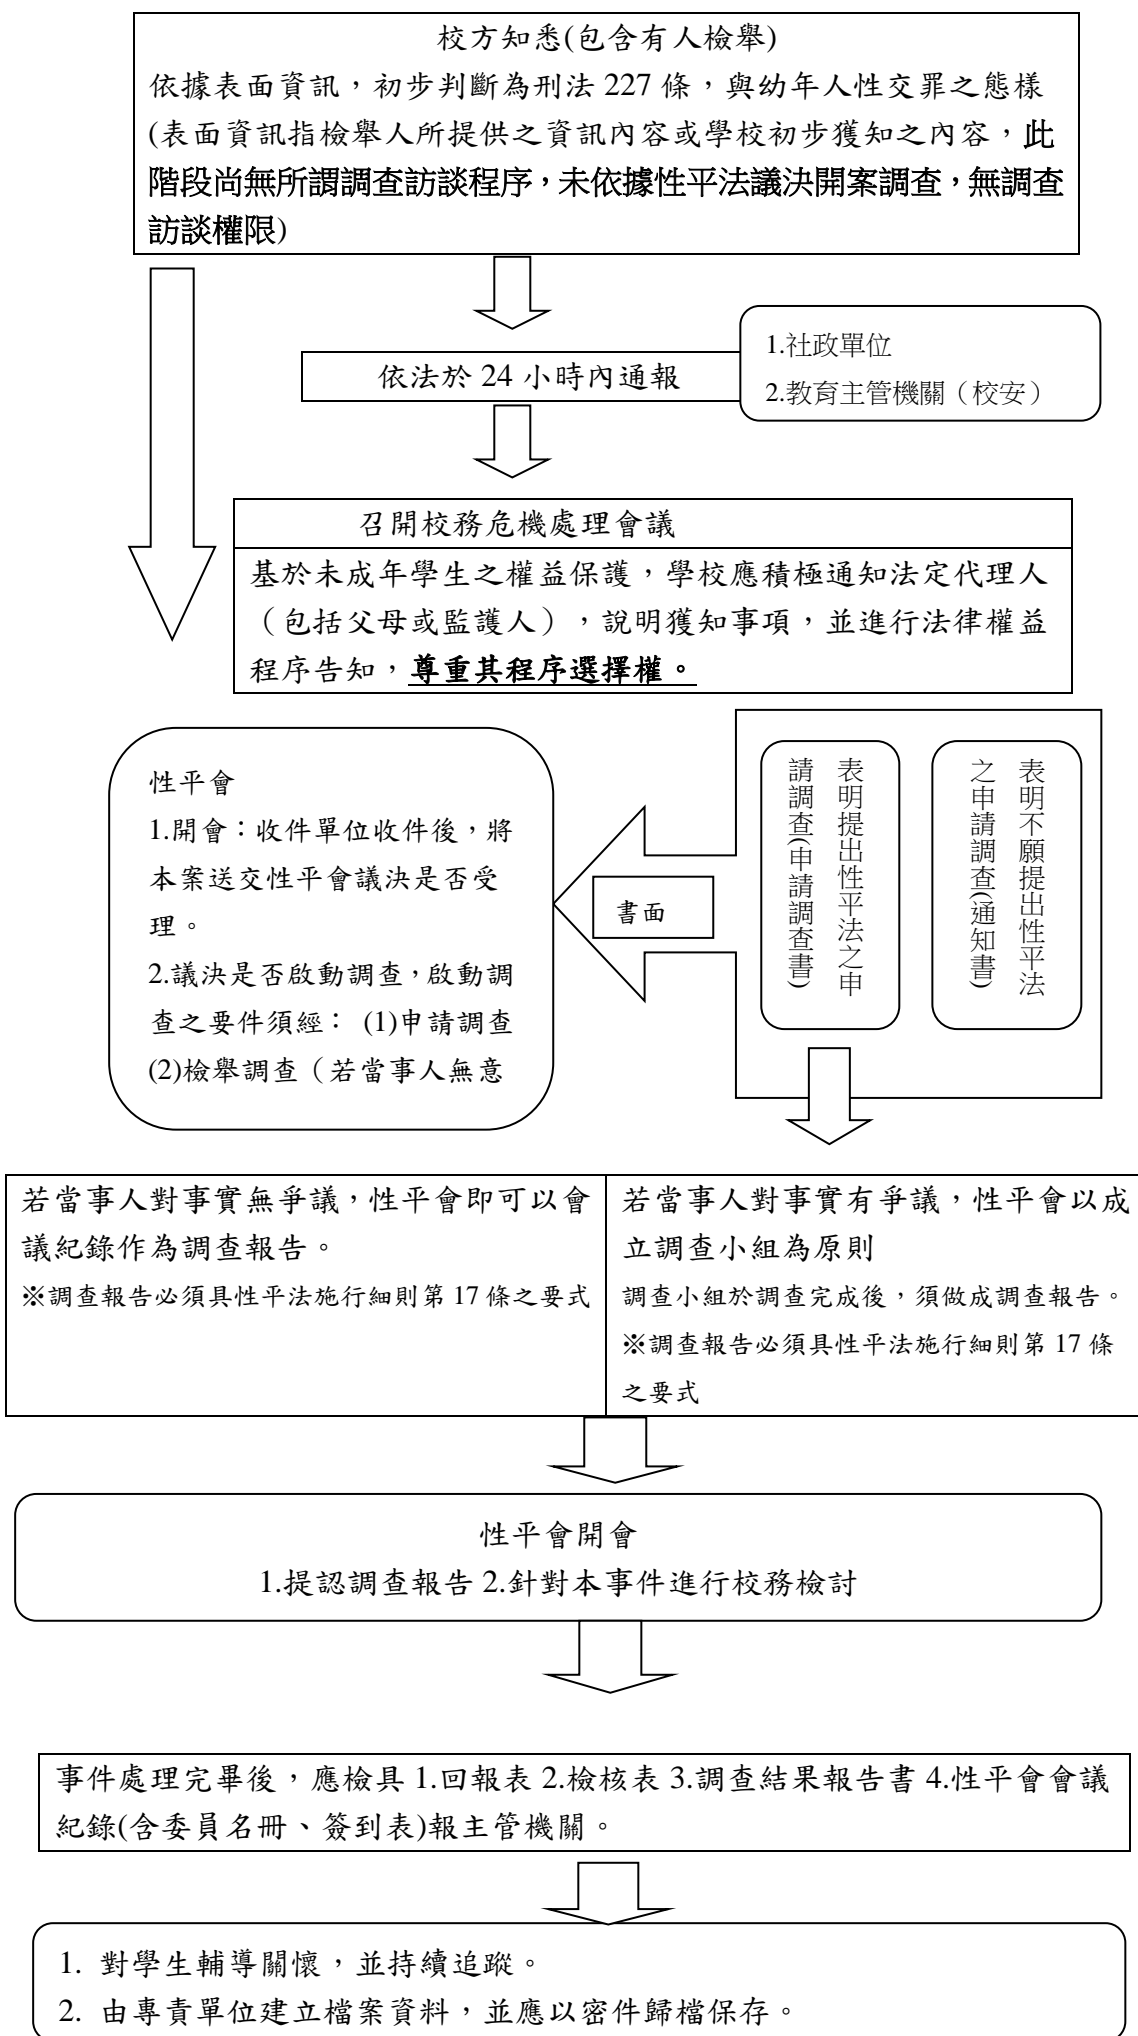 校方知悉(包含有人檢舉)
依據表面資訊，初步判斷為刑法 227 條，與幼年人性交罪之態樣
(表面資訊指檢舉人所提供之資訊內容或學校初步獲知之內容，此
階段尚無所謂調查訪談程序，未依據性平法議決開案調查，無調查
訪談權限)
依法於 24 小時內通報
1.社政單位
2.教育主管機關（校安）
召開校務危機處理會議
基於未成年學生之權益保護，學校應積極通知法定代理人
（包括父母或監護人），說明獲知事項，並進行法律權益
程序告知，尊重其程序選擇權。
表明不願提出性平法
之申請調查(通知書)
表明提出性平法之申
請調查(申請調查書)
書面
性平會
1.開會：收件單位收件後，將
本案送交性平會議決是否受
理。
2.議決是否啟動調查，啟動調
查之要件須經： (1)申請調查
(2)檢舉調查（若當事人無意
若當事人對事實無爭議，性平會即可以會
議紀錄作為調查報告。
※調查報告必須具性平法施行細則第 17 條之要式
若當事人對事實有爭議，性平會以成
立調查小組為原則
調查小組於調查完成後，須做成調查報告。
※調查報告必須具性平法施行細則第 17 條
之要式
性平會開會
1.提認調查報告 2.針對本事件進行校務檢討
事件處理完畢後，應檢具 1.回報表 2.檢核表 3.調查結果報告書 4.性平會會議
紀錄(含委員名冊、簽到表)報主管機關。
1. 對學生輔導關懷，並持續追蹤。
2. 由專責單位建立檔案資料，並應以密件歸檔保存。